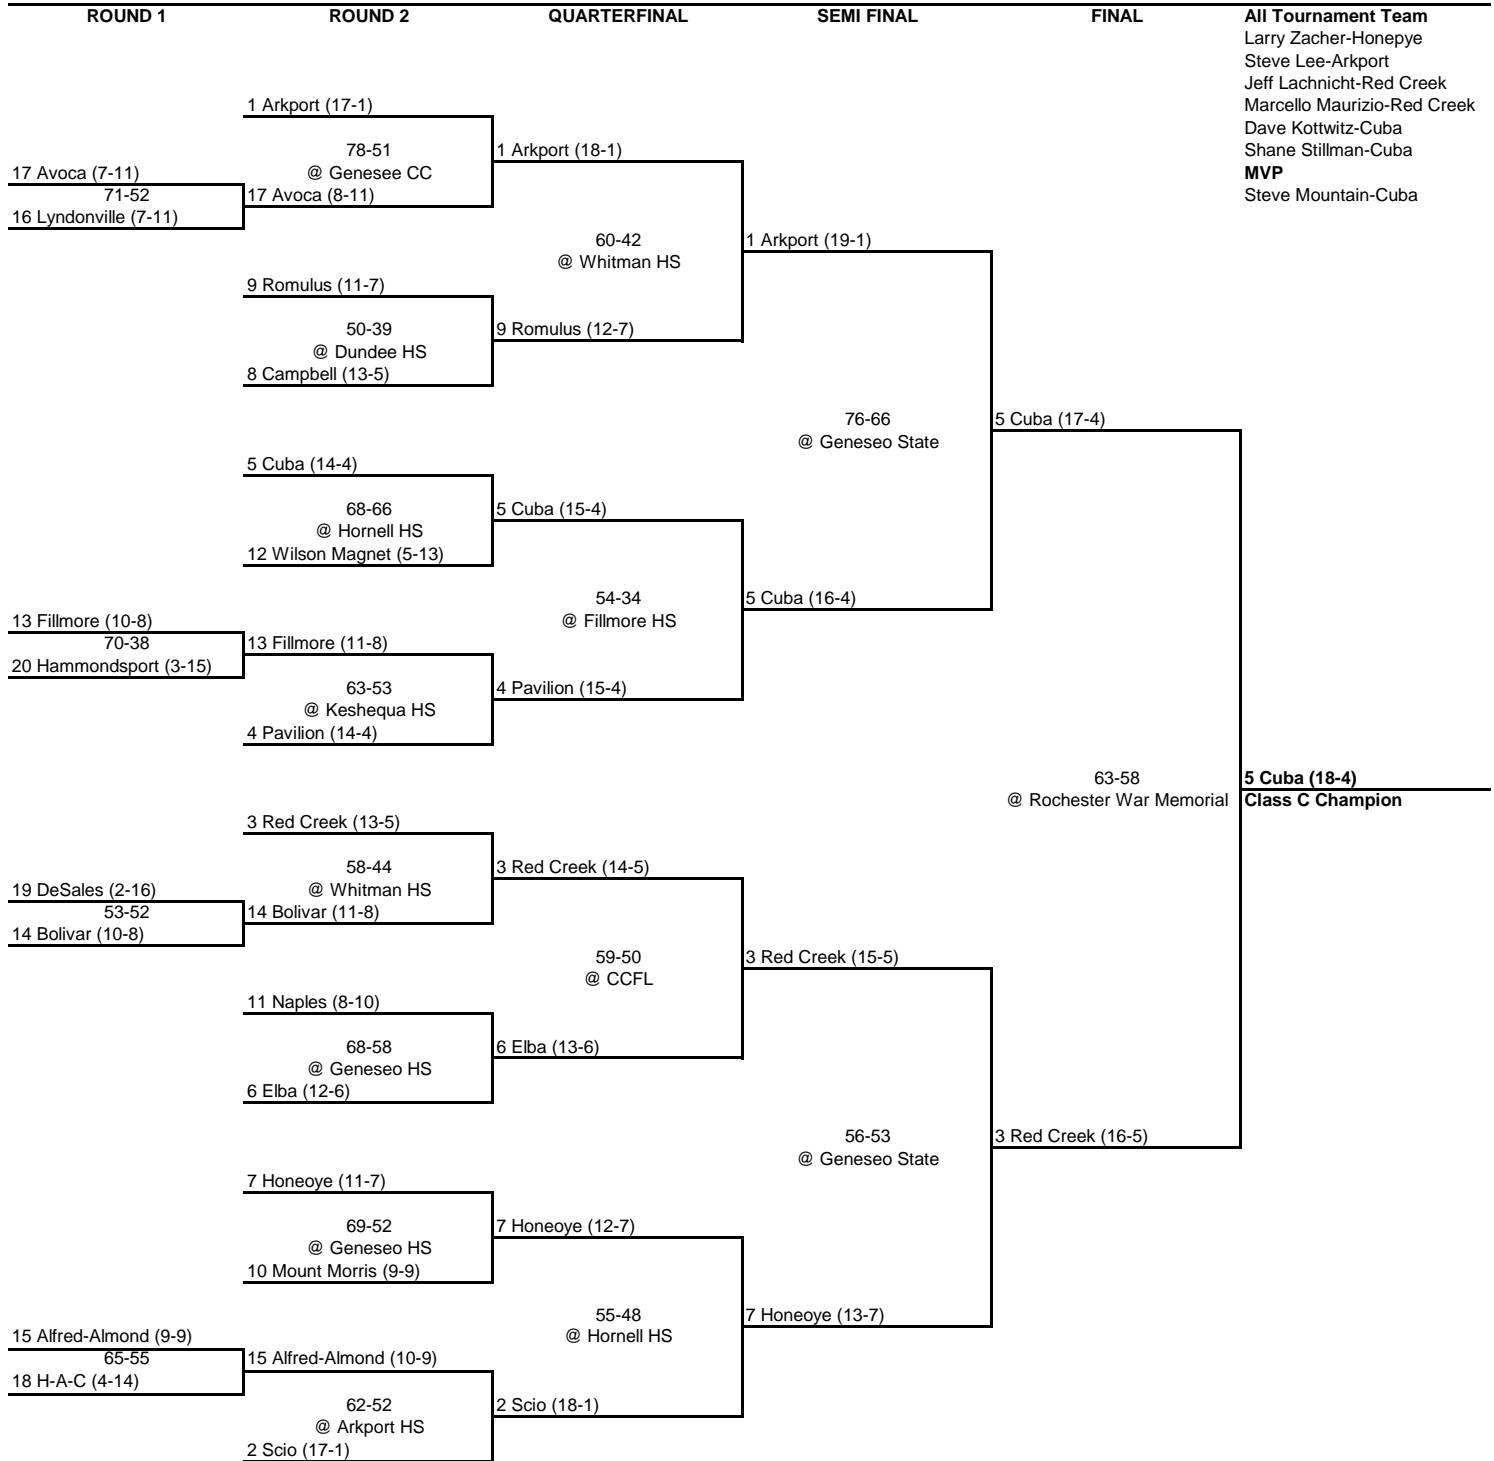 ROUND 1
ROUND 2
QUARTERFINAL
SEMI FINAL
FINAL
All Tournament Team
Larry Zacher-Honepye
Steve Lee-Arkport
Jeff Lachnicht-Red Creek
Marcello Maurizio-Red Creek
Dave Kottwitz-Cuba
Shane Stillman-Cuba
MVP
Steve Mountain-Cuba
17 Avoca (7-11)
71-52
16 Lyndonville (7-11)
13 Fillmore (10-8)
70-38
20 Hammondsport (3-15)
19 DeSales (2-16)
53-52
14 Bolivar (10-8)
15 Alfred-Almond (9-9)
65-55
18 H-A-C (4-14)
1 Arkport (17-1)
78-51
@ Genesee CC
17 Avoca (8-11)
9 Romulus (11-7)
50-39
@ Dundee HS
8 Campbell (13-5)
5 Cuba (14-4)
68-66
@ Hornell HS
12 Wilson Magnet (5-13)
13 Fillmore (11-8)
63-53
@ Keshequa HS
4 Pavilion (14-4)
3 Red Creek (13-5)
58-44
@ Whitman HS
14 Bolivar (11-8)
11 Naples (8-10)
68-58
@ Geneseo HS
6 Elba (12-6)
7 Honeoye (11-7)
69-52
@ Geneseo HS
10 Mount Morris (9-9)
15 Alfred-Almond (10-9)
62-52
@ Arkport HS
2 Scio (17-1)
1 Arkport (18-1)
60-42
@ Whitman HS
9 Romulus (12-7)
5 Cuba (15-4)
54-34
@ Fillmore HS
4 Pavilion (15-4)
3 Red Creek (14-5)
59-50
@ CCFL
6 Elba (13-6)
7 Honeoye (12-7)
55-48
@ Hornell HS
2 Scio (18-1)
1 Arkport (19-1)
76-66
@ Geneseo State
5 Cuba (16-4)
3 Red Creek (15-5)
56-53
@ Geneseo State
7 Honeoye (13-7)
5 Cuba (17-4)
63-58
@ Rochester War Memorial
3 Red Creek (16-5)
5 Cuba (18-4)
Class C Champion